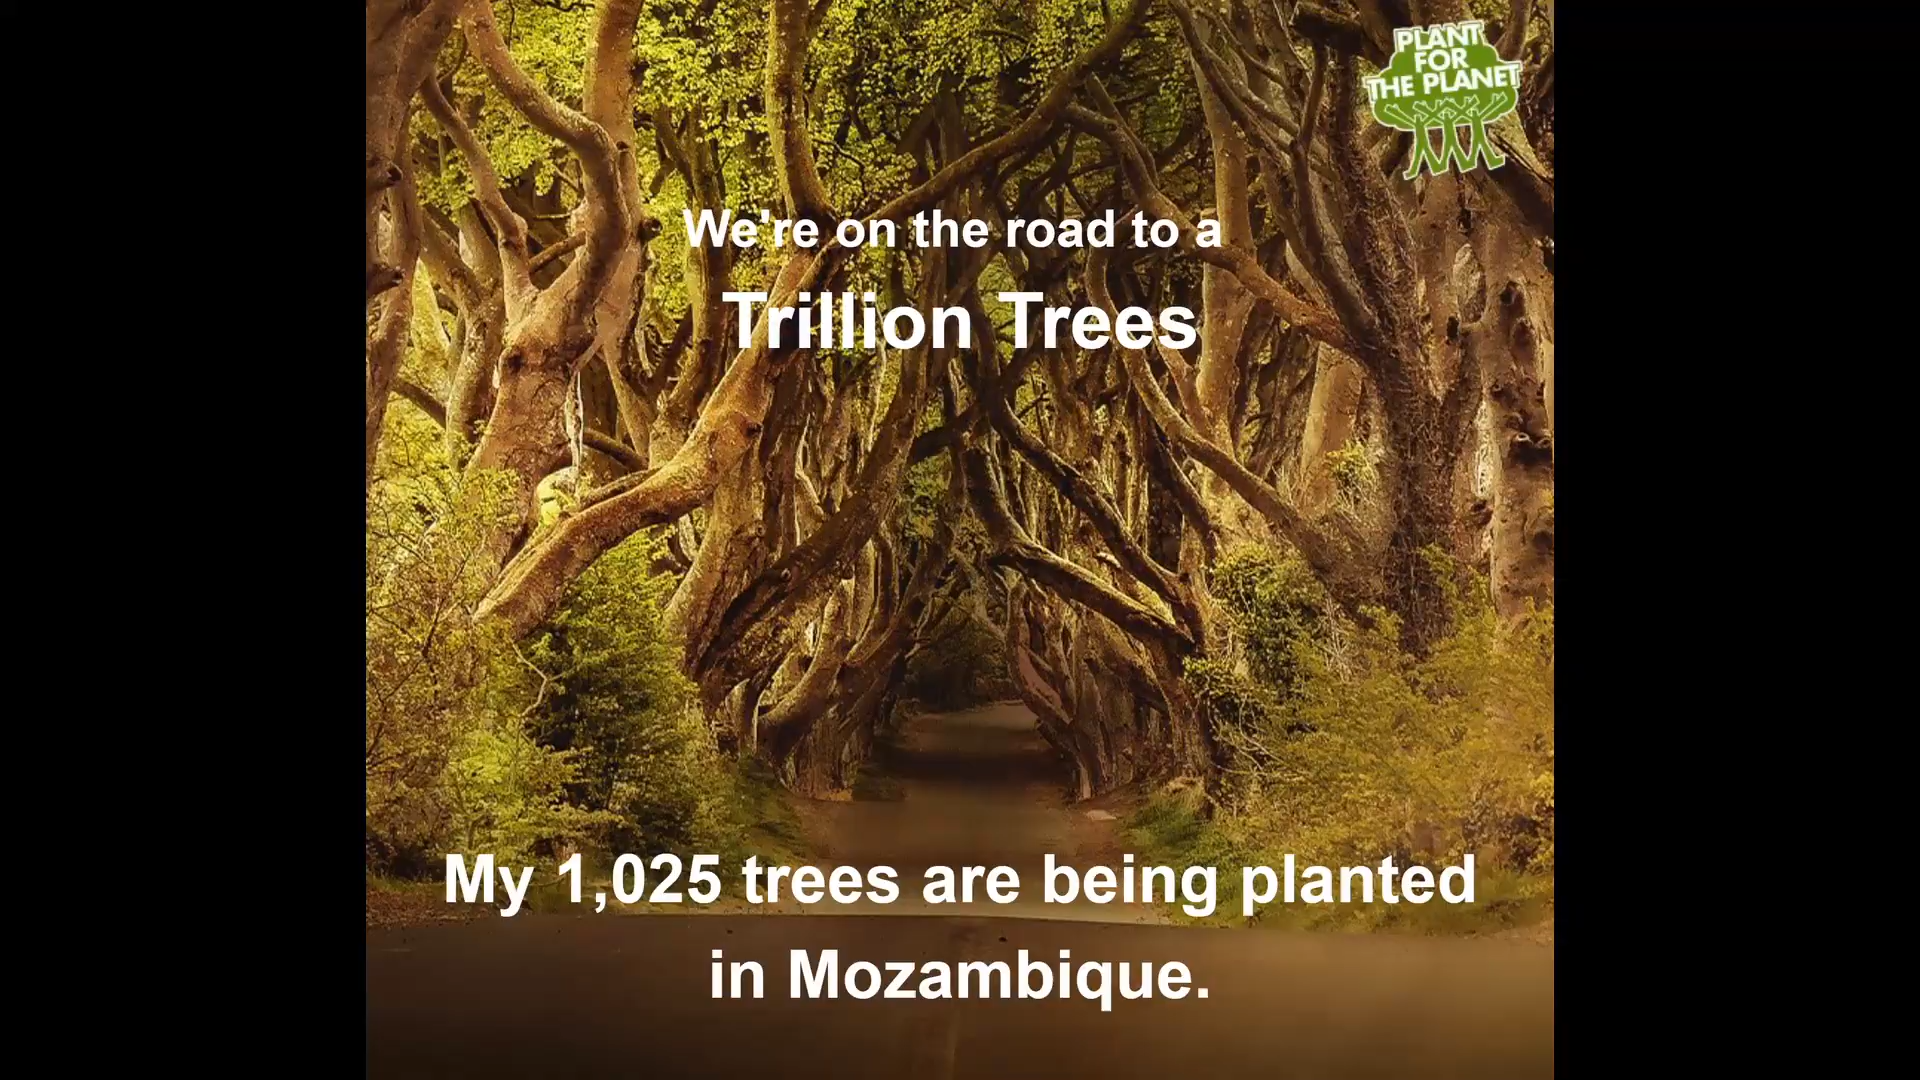 PLANT
FOR
THE PLANET
We're on the road to a
Trillion Trees
My 1,025 trees are being planted
in Mozambique.